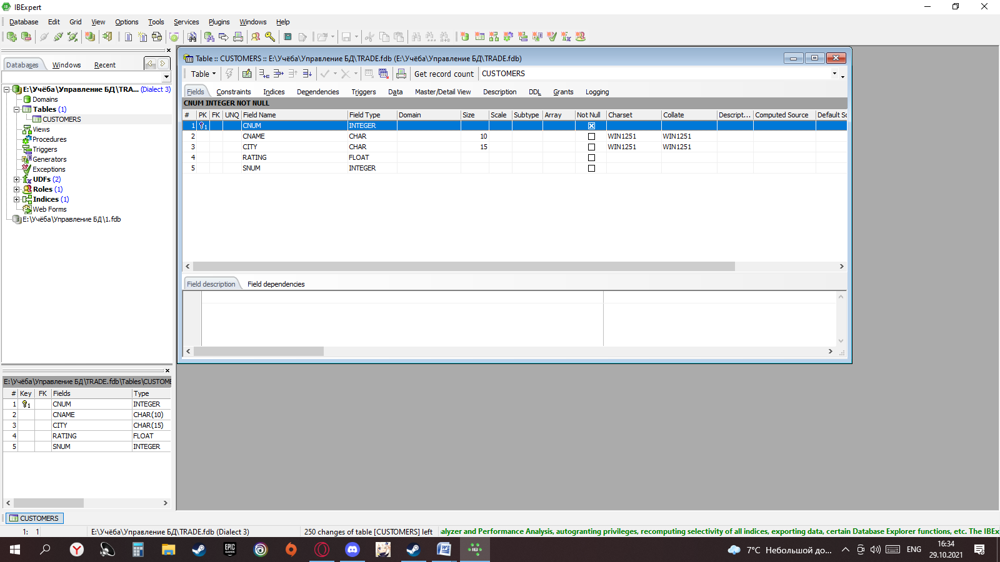 IBExpert
Database Edit Grid View Options Tools Services Plugins Windows Help
Databases Windows Recent
E:\Учёба\Управление БД\TRA... (Dialect 3)
Domains
Tables (1)
CUSTOMERS
Views
Procedures
Triggers
Generators
Exceptions
UDFs (2)
Roles (1)
Indices (1)
Web Forms
E:\Учёба\Управление БД\1.fdb
Table :: CUSTOMERS :: E:\Учёба\Управление БД\TRADE.fdb (E:\Учёба\Управление БД\TRADE.fdb)
Table Get record count CUSTOMERS
Fields Constraints Indices Dependencies Triggers Data Master/Detail View Description DDL Grants Logging
CNUM INTEGER NOT NULL
# PK FK UNQ Field Name Field Type Domain Size Scale Subtype Array Not Null Charset Collate Descript... Computed Source Default Sc
1 1 CNUM INTEGER
2 CNAME CHAR 10 WIN1251 WIN1251
3 CITY CHAR 15 WIN1251 WIN1251
4 RATING FLOAT
5 SNUM INTEGER
Field description Field dependencies
E:\Учёба\Управление БД\TRADE.fdb\Tables\CUSTOME
# Key FK Fields Type
1 1 CNUM INTEGER
2 CNAME CHAR(10)
3 CITY CHAR(15)
4 RATING FLOAT
5 SNUM INTEGER
CUSTOMERS
1: 1 E:\Учёба\Управление БД\TRADE.fdb (Dialect 3) 250 changes of table [CUSTOMERS] left alyzer and Performance Analysis, autogranting privileges, recomputing selectivity of all indices, exporting data, certain Database Explorer functions, etc. The IBEx
EPIC GAMES
7°C Небольшой до... ENG 16:34
29.10.2021